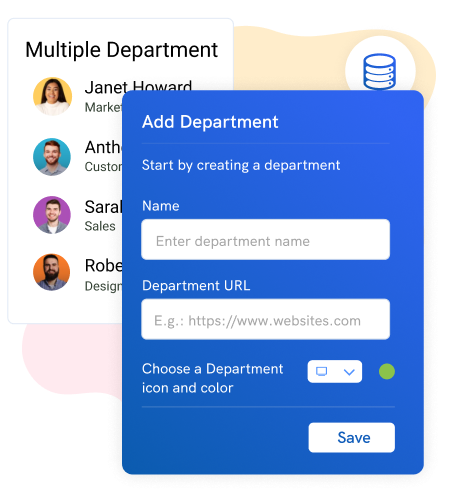 Multiple Department
Janet Howard
Market
Anth
Custo
Saral
Sales
Robe
Design
Add Department
Start by creating a department
Name
Enter department name
Department URL
E.g.: https://www.websites.com
Choose a Department
icon and color
Save